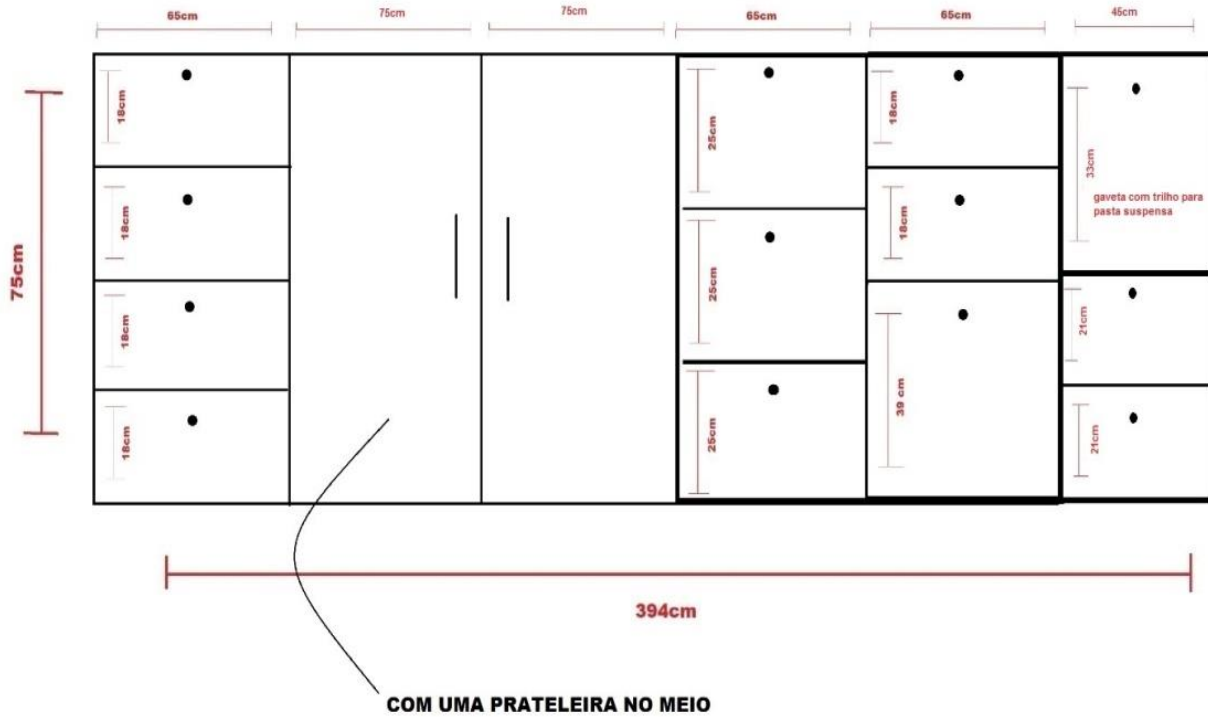 65cm
75cm
75cm
65cm
65cm
45cm
18cm
18cm
18cm
18cm
75cm
25cm
25cm
25cm
18cm
18cm
39 cm
33cm
gaveta com trilho para
pasta suspensa
21cm
21cm
394cm
COM UMA PRATELEIRA NO MEIO